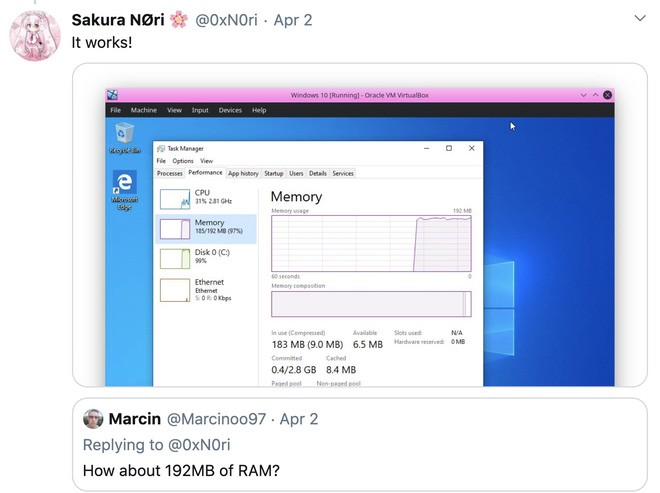 Sakura NØri 🌸 @0xN0ri · Apr 2
It works!
Windows 10 [Running] - Oracle VM VirtualBox
File Machine View Input Devices Help
Recycle Bin
Task Manager
File Options View
Processes Performance App history Startup Users Details Services
Microsoft
Edge
CPU
31% 2.81 GHz
Memory
185/192 MB (97%)
Disk 0 (C:)
99%
Ethernet
Ethernet
S: 0 R: 0 Kbps
Memory
Memory usage 192 MB
60 seconds 0
Memory composition
In use (Compressed) Available Slots used: N/A
183 MB (9.0 MB) 6.5 MB Hardware reserved: 0 MB
Committed Cached
0.4/2.8 GB 8.4 MB
Paged pool Non-paged pool
Marcin @Marcinoo97 · Apr 2
Replying to @0xN0ri
How about 192MB of RAM?